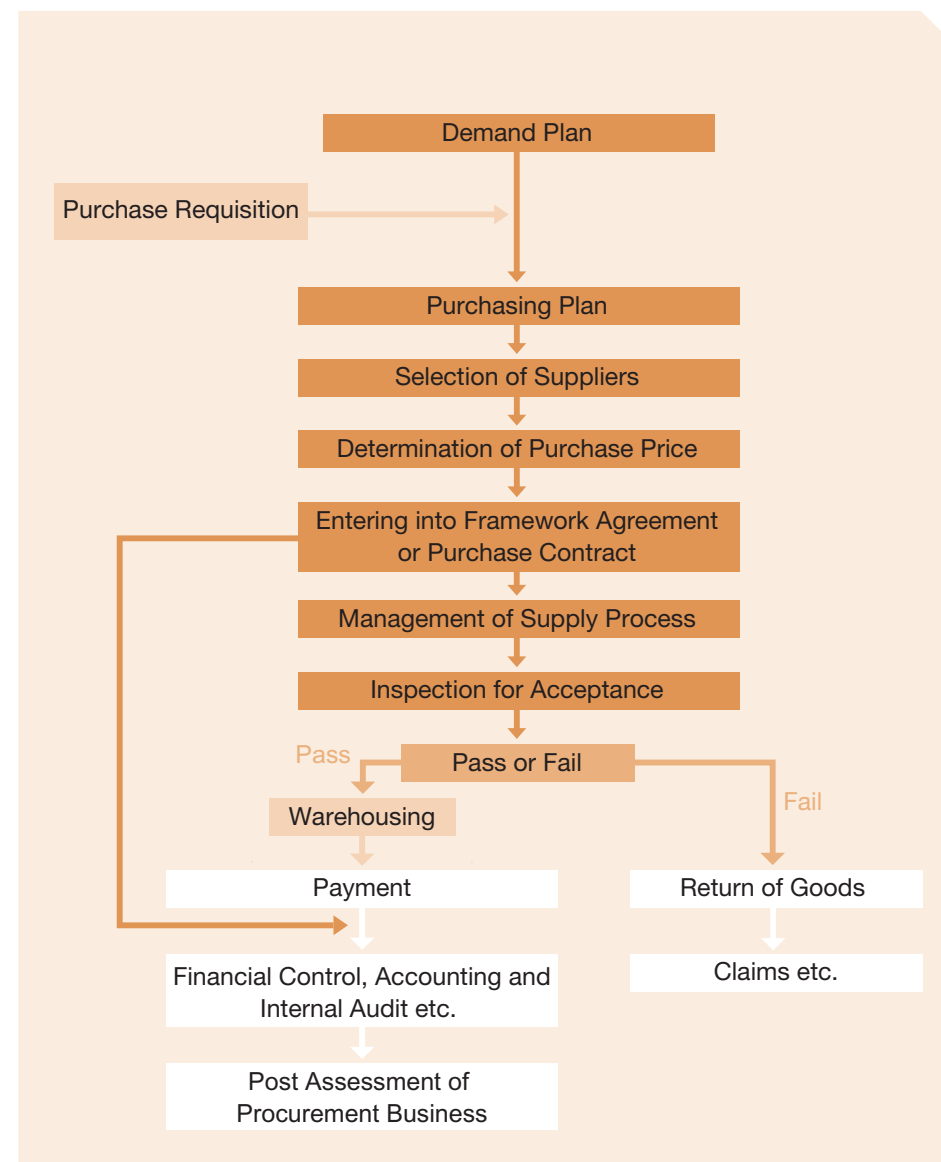 Demand Plan
Purchase Requisition
Purchasing Plan
Selection of Suppliers
Determination of Purchase Price
Entering into Framework Agreement
or Purchase Contract
Management of Supply Process
Inspection for Acceptance
Pass or Fail
Pass
Fail
Warehousing
Payment
Return of Goods
Financial Control, Accounting and
Internal Audit etc.
Claims etc.
Post Assessment of
Procurement Business